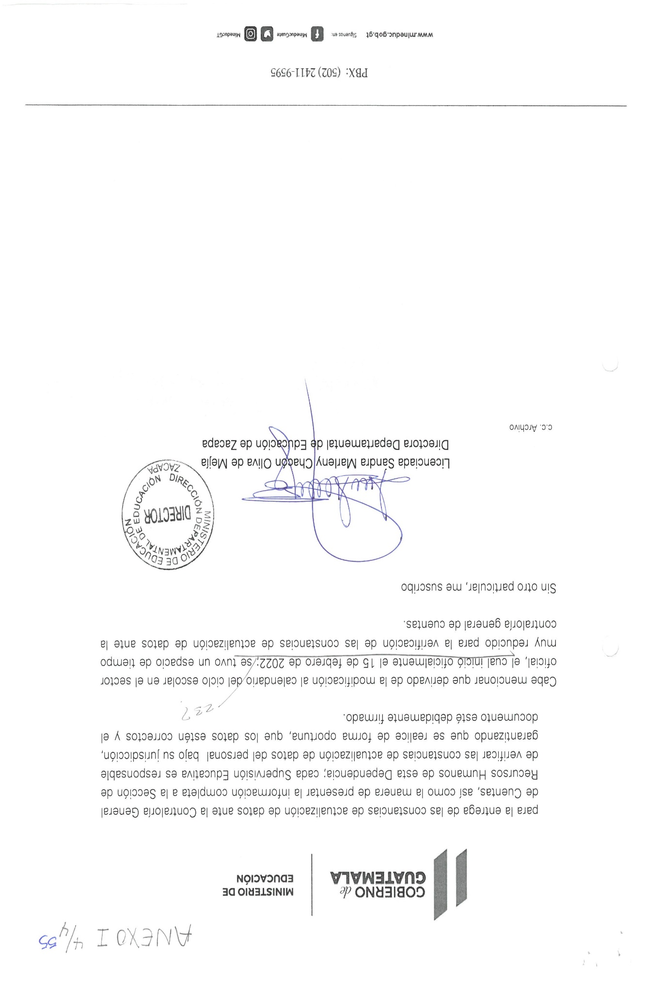 ANEXO I 4/4 55
GOBIERNO de
GUATEMALA
MINISTERIO DE
EDUCACIÓN
para la entrega de las constancias de actualización de datos ante la Contraloría General
de Cuentas, así como la manera de presentar la información completa a la Sección de
Recursos Humanos de esta Dependencia; cada Supervisión Educativa es responsable
de verificar las constancias de actualización de datos del personal bajo su jurisdicción,
garantizando que se realice de forma oportuna, que los datos estén correctos y el
documento esté debidamente firmado.
Cabe mencionar que derivado de la modificación al calendario del ciclo escolar en el sector
oficial, el cual inició oficialmente el 15 de febrero de 2022; se tuvo un espacio de tiempo
muy reducido para la verificación de las constancias de actualización de datos ante la
contraloría general de cuentas.
Sin otro particular, me suscribo
MINISTERIO DE EDUCACIÓN
DIRECCIÓN DEPARTAMENTAL DE EDUCACIÓN
DIRECTOR
ZACAPA
Licenciada Sandra Marleny Chacón Oliva de Mejía
Directora Departamental de Educación de Zacapa
c.c. Archivo
PBX: (502) 2411-9595
www.mineduc.gob.gt Síguenos en: MineducGuate MineducGT